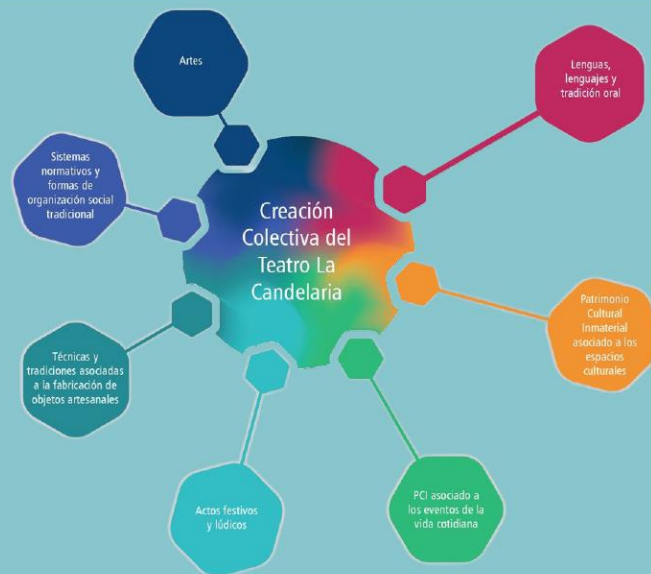 Artes
Lenguas,
lenguajes y
tradición oral
Sistemas
normativos y
formas de
organización social
tradicional
Creación
Colectiva del
Teatro La
Candelaria
Patrimonio
Cultural
Inmaterial
asociado a los
espacios
culturales
Técnicas y
tradiciones asociadas
a la fabricación de
objetos artesanales
Actos festivos
y lúdicos
PCI asociado a
los eventos de la
vida cotidiana